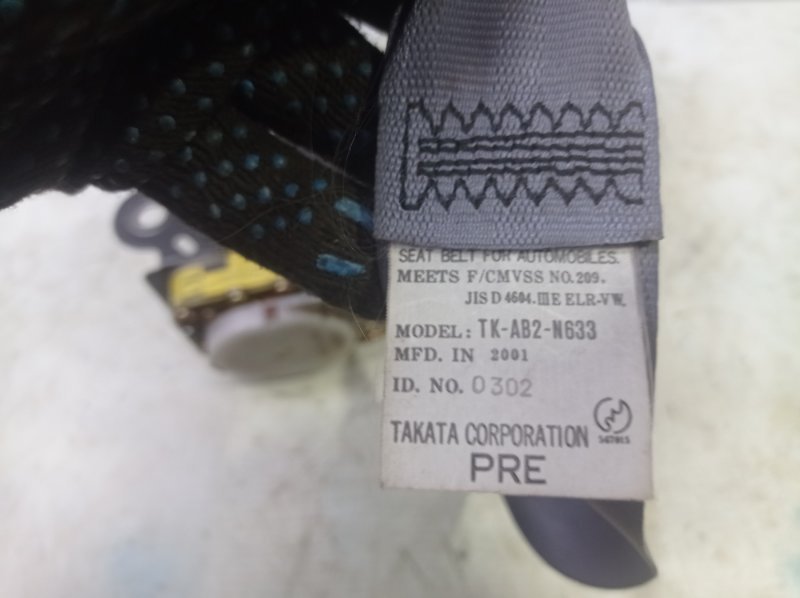 SEAT BELT FOR AUTOMOBILES.
MEETS F/CMVSS NO.209.
JIS D 4604.ⅢE ELR-VW.
MODEL: TK-AB2-N633
MFD. IN 2001
ID. NO. 0302
TAKATA CORPORATION
PRE